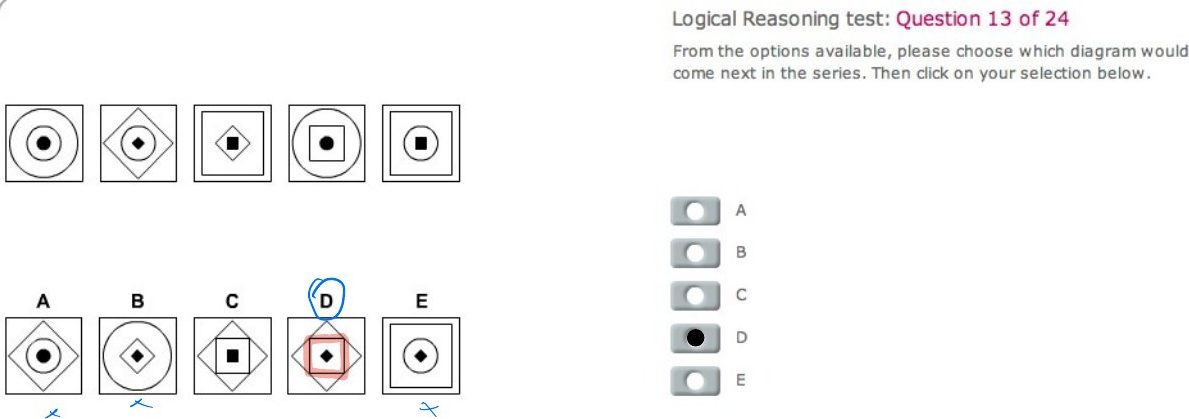 Logical Reasoning test: Question 13 of 24
From the options available, please choose which diagram would
come next in the series. Then click on your selection below.
A
B
C
D
E
A B C D E